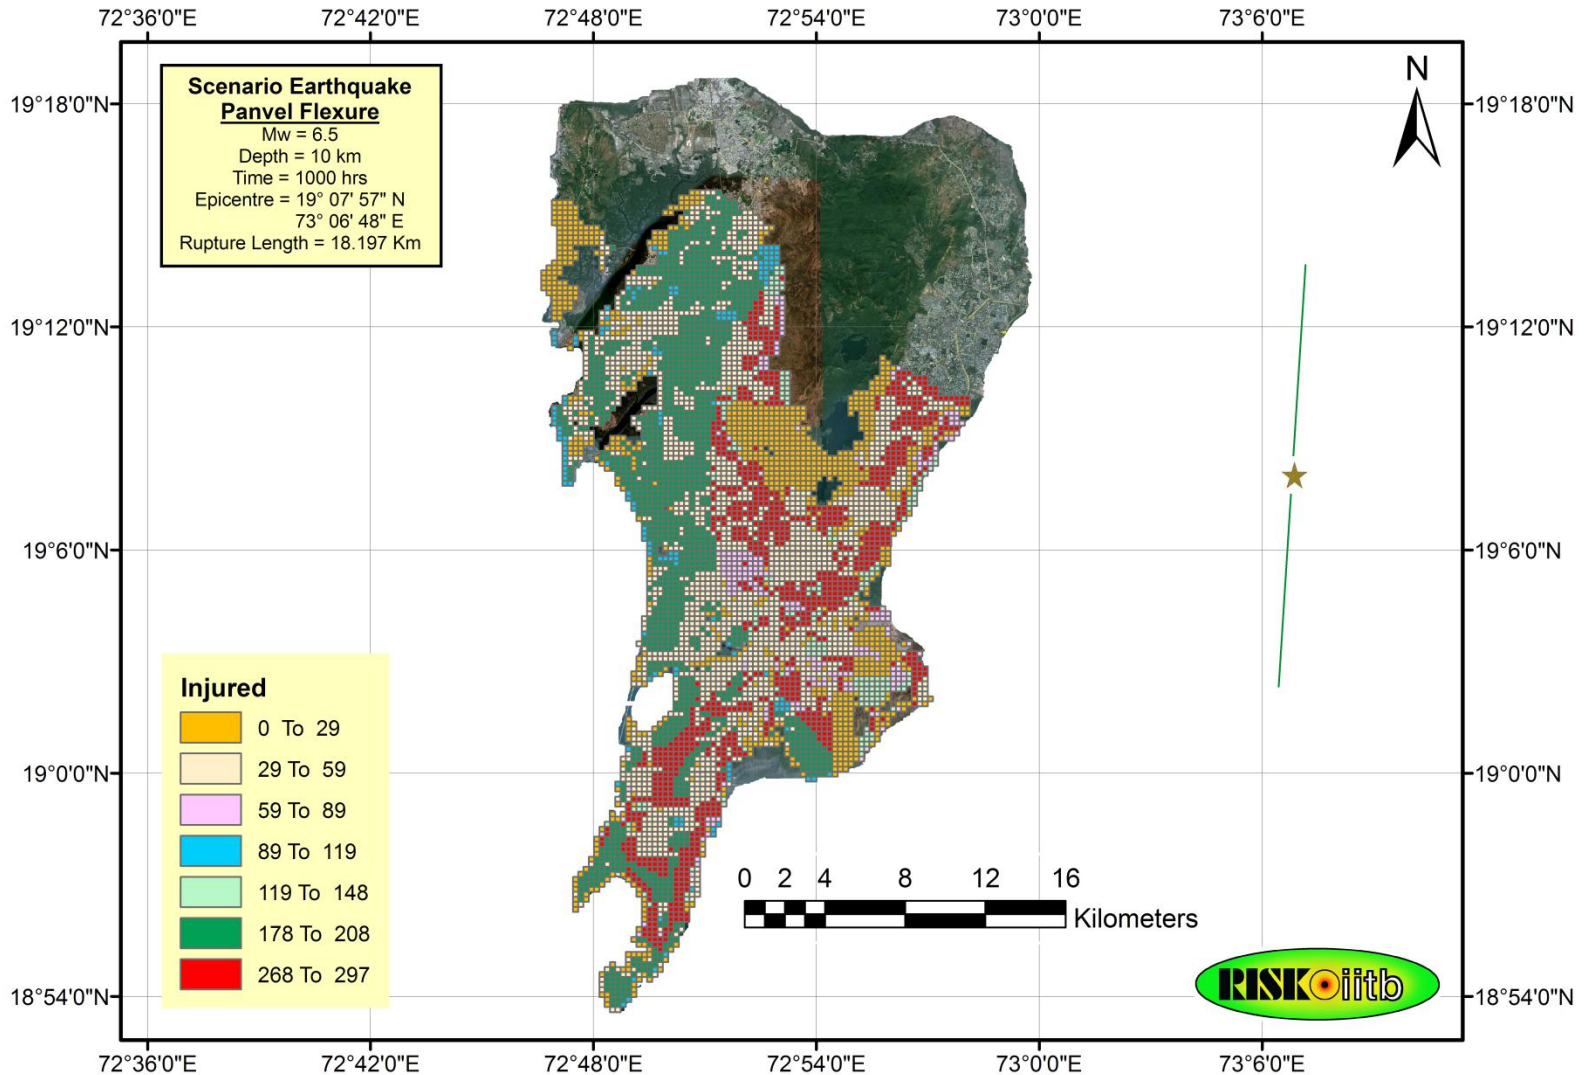 72°36'0"E 72°42'0"E 72°48'0"E 72°54'0"E 73°0'0"E 73°6'0"E
Scenario Earthquake
Panvel Flexure
Mw = 6.5
Depth = 10 km
Time = 1000 hrs
Epicentre = 19° 07' 57" N
73° 06' 48" E
Rupture Length = 18.197 Km
N
19°18'0"N 19°18'0"N
19°12'0"N 19°12'0"N
19°6'0"N 19°6'0"N
19°0'0"N 19°0'0"N
18°54'0"N 18°54'0"N
Injured
0 To 29
29 To 59
59 To 89
89 To 119
119 To 148
178 To 208
268 To 297
0 2 4 8 12 16
Kilometers
RISK iitb
72°36'0"E 72°42'0"E 72°48'0"E 72°54'0"E 73°0'0"E 73°6'0"E